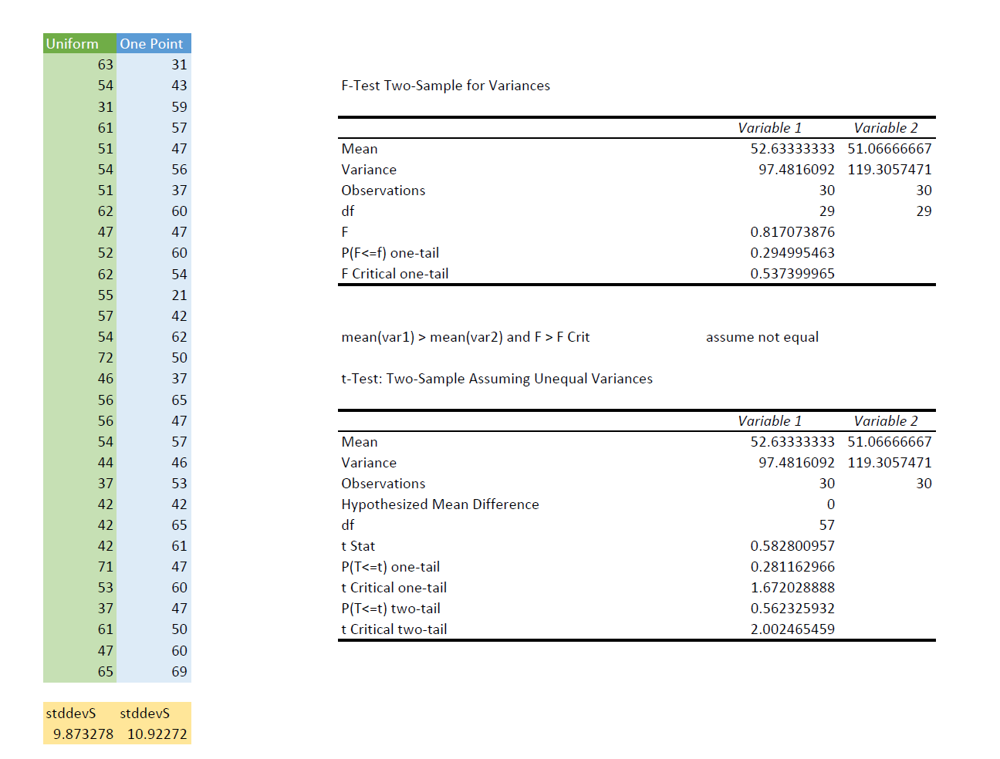 Uniform One Point
63 31
54 43 F-Test Two-Sample for Variances
31 59
61 57 Variable 1 Variable 2
51 47 Mean 52.63333333 51.06666667
54 56 Variance 97.4816092 119.3057471
51 37 Observations 30 30
62 60 df 29 29
47 47 F 0.817073876
52 60 P(F<=f) one-tail 0.294995463
62 54 F Critical one-tail 0.537399965
55 21
57 42
54 62 mean(var1) > mean(var2) and F > F Crit assume not equal
72 50
46 37 t-Test: Two-Sample Assuming Unequal Variances
56 65
56 47 Variable 1 Variable 2
54 57 Mean 52.63333333 51.06666667
44 46 Variance 97.4816092 119.3057471
37 53 Observations 30 30
42 42 Hypothesized Mean Difference 0
42 65 df 57
42 61 t Stat 0.582800957
71 47 P(T<=t) one-tail 0.281162966
53 60 t Critical one-tail 1.672028888
37 47 P(T<=t) two-tail 0.562325932
61 50 t Critical two-tail 2.002465459
47 60
65 69
stddevS stddevS
9.873278 10.92272